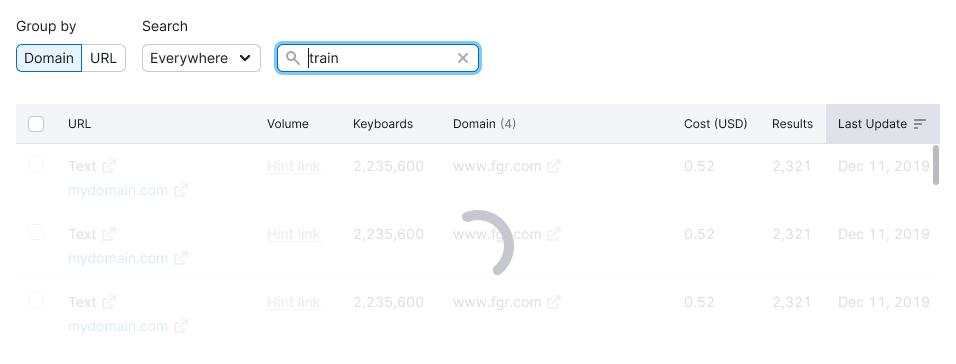 Group by Search
Domain URL Everywhere train
URL Volume Keyboards Domain (4) Cost (USD) Results Last Update
Text Hint link 2,235,600 www.fgr.com 0.52 2,321 Dec 11, 2019
mydomain.com
Text Hint link 2,235,600 www.fgr.com 0.52 2,321 Dec 11, 2019
mydomain.com
Text Hint link 2,235,600 www.fgr.com 0.52 2,321 Dec 11, 2019
mydomain.com